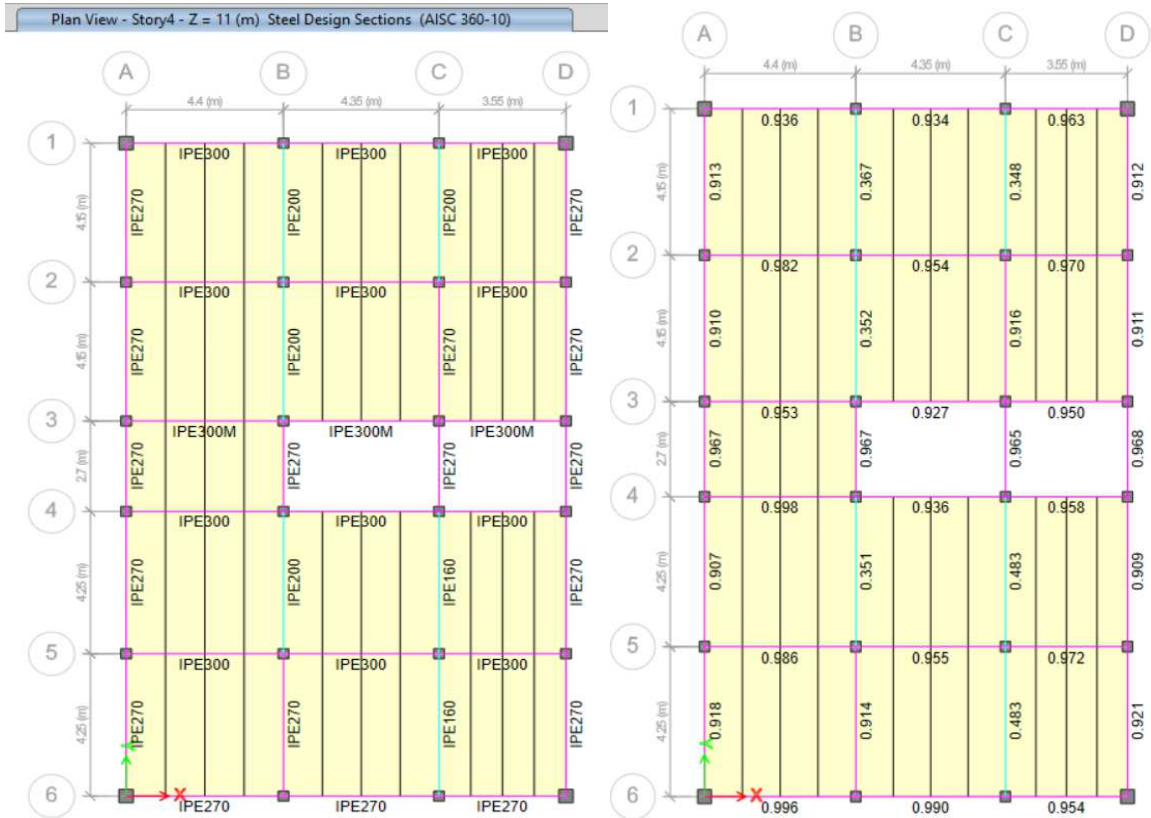 Plan View - Story4 - Z = 11 (m) Steel Design Sections (AISC 360-10)
A B C D
4.4 (m) 4.35 (m) 3.55 (m)
1
IPE300 IPE300 IPE300
4.15 (m)
IPE270 IPE200 IPE200 IPE270
2
IPE300 IPE300 IPE300
4.15 (m)
IPE270 IPE200 IPE270 IPE270
3
IPE300M IPE300M IPE300M
2.7 (m)
IPE270 IPE270 IPE270 IPE270
4
IPE300 IPE300 IPE300
4.25 (m)
IPE270 IPE200 IPE160 IPE270
5
IPE300 IPE300 IPE300
4.25 (m)
IPE270 IPE270 IPE160 IPE270
Y
6
X
IPE270 IPE270 IPE270
A B C D
4.4 (m) 4.35 (m) 3.55 (m)
1
0.936 0.934 0.963
4.15 (m)
0.913 0.367 0.348 0.912
2
0.982 0.954 0.970
4.15 (m)
0.910 0.352 0.916 0.911
3
0.953 0.927 0.950
2.7 (m)
0.967 0.967 0.965 0.968
4
0.998 0.936 0.958
4.25 (m)
0.907 0.351 0.483 0.909
5
0.986 0.955 0.972
4.25 (m)
0.918 0.914 0.483 0.921
Y
6
X
0.996 0.990 0.954